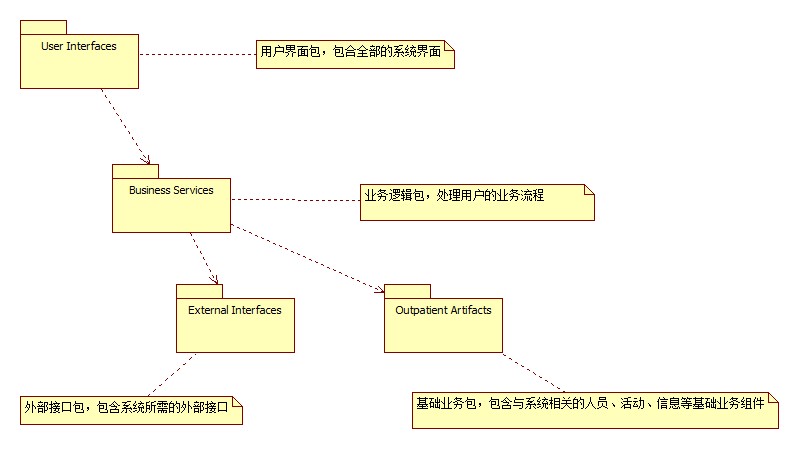 User Interfaces
用户界面包，包含全部的系统界面
Business Services
业务逻辑包，处理用户的业务流程
External Interfaces
Outpatient Artifacts
外部接口包，包含系统所需的外部接口
基础业务包，包含与系统相关的人员、活动、信息等基础业务组件